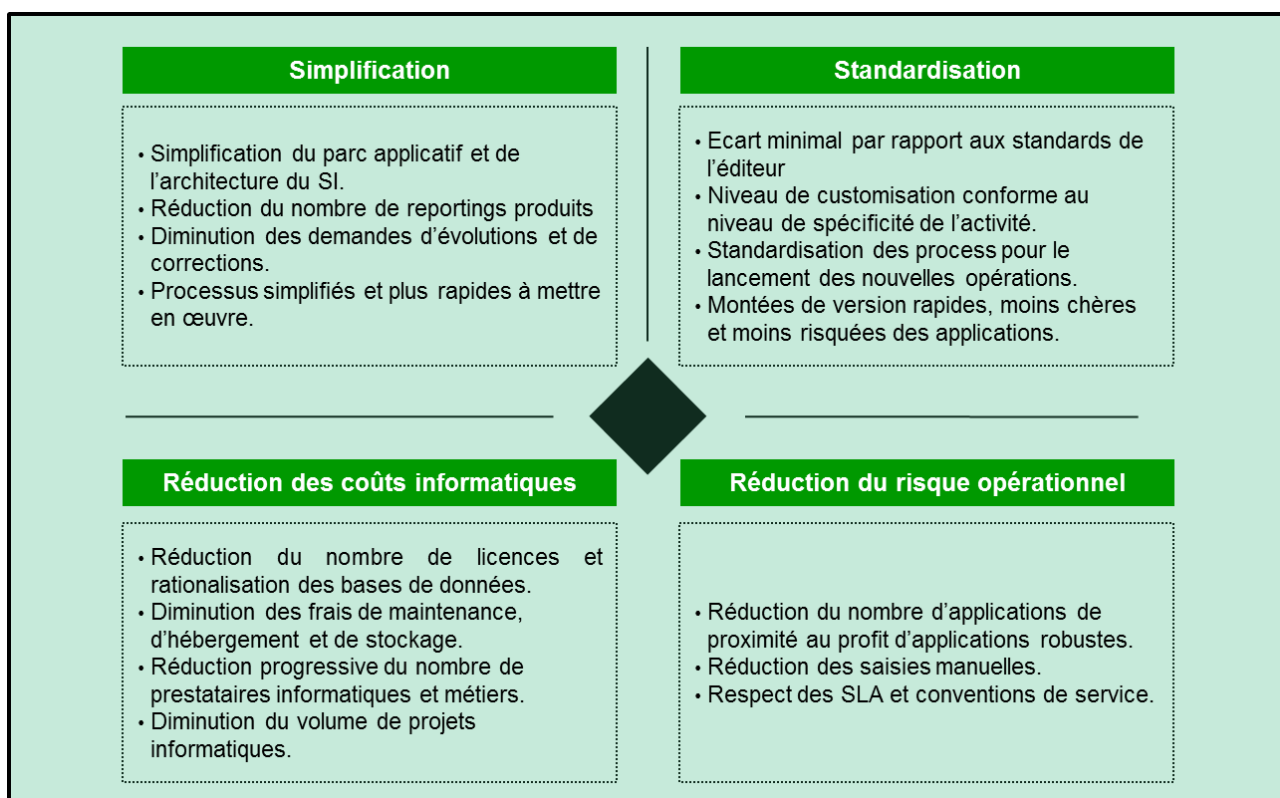 Simplification
• Simplification du parc applicatif et de
l'architecture du SI.
• Réduction du nombre de reportings produits
• Diminution des demandes d'évolutions et de
corrections.
• Processus simplifiés et plus rapides à mettre
en œuvre.
Standardisation
• Ecart minimal par rapport aux standards de
l'éditeur
• Niveau de customisation conforme au
niveau de spécificité de l'activité.
• Standardisation des process pour le
lancement des nouvelles opérations.
• Montées de version rapides, moins chères
et moins risquées des applications.
Réduction des coûts informatiques
• Réduction du nombre de licences et
rationalisation des bases de données.
• Diminution des frais de maintenance,
d'hébergement et de stockage.
• Réduction progressive du nombre de
prestataires informatiques et métiers.
• Diminution du volume de projets
informatiques.
Réduction du risque opérationnel
• Réduction du nombre d'applications de
proximité au profit d'applications robustes.
• Réduction des saisies manuelles.
• Respect des SLA et conventions de service.